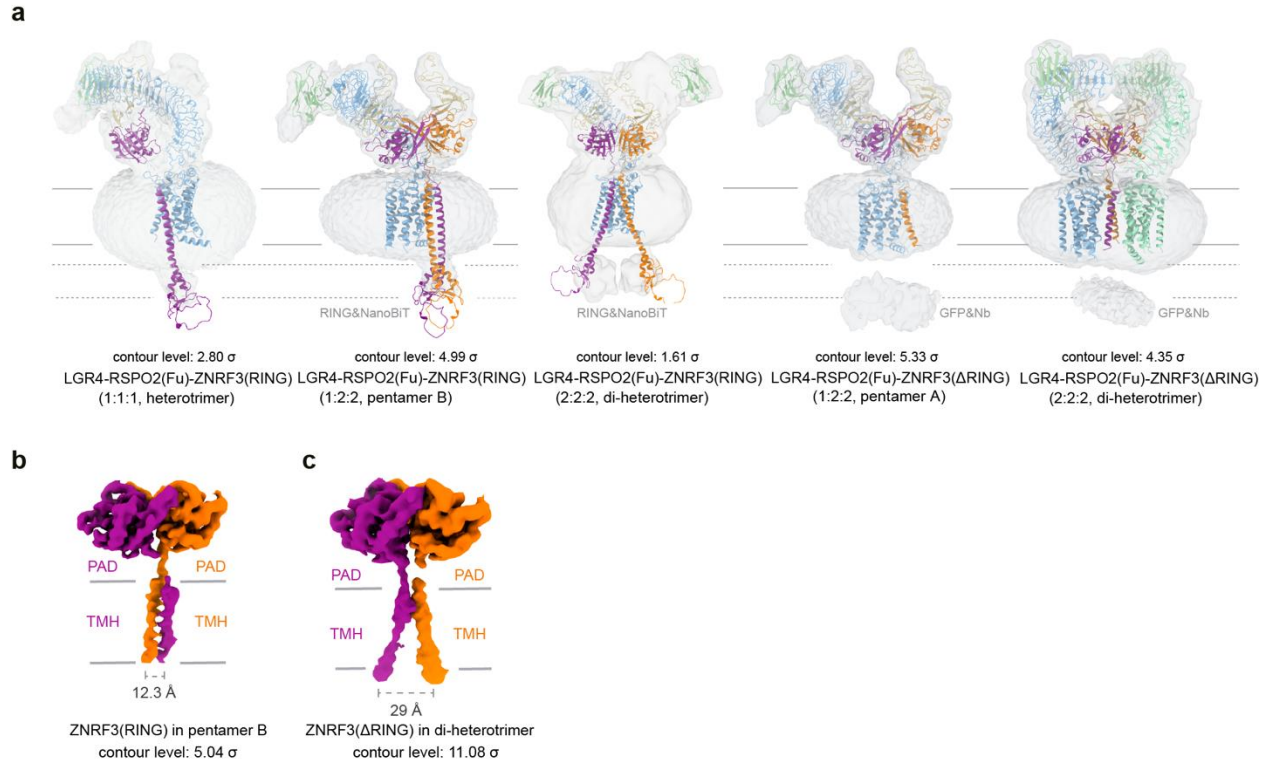 a
RING&NanoBiT
RING&NanoBiT
GFP&Nb
GFP&Nb
contour level: 2.80 σ
LGR4-RSPO2(Fu)-ZNRF3(RING)
(1:1:1, heterotrimer)
contour level: 4.99 σ
LGR4-RSPO2(Fu)-ZNRF3(RING)
(1:2:2, pentamer B)
contour level: 1.61 σ
LGR4-RSPO2(Fu)-ZNRF3(RING)
(2:2:2, di-heterotrimer)
contour level: 5.33 σ
LGR4-RSPO2(Fu)-ZNRF3(ΔRING)
(1:2:2, pentamer A)
contour level: 4.35 σ
LGR4-RSPO2(Fu)-ZNRF3(ΔRING)
(2:2:2, di-heterotrimer)
b
PAD PAD
TMH TMH
12.3 Å
ZNRF3(RING) in pentamer B
contour level: 5.04 σ
c
PAD PAD
TMH TMH
29 Å
ZNRF3(ΔRING) in di-heterotrimer
contour level: 11.08 σ